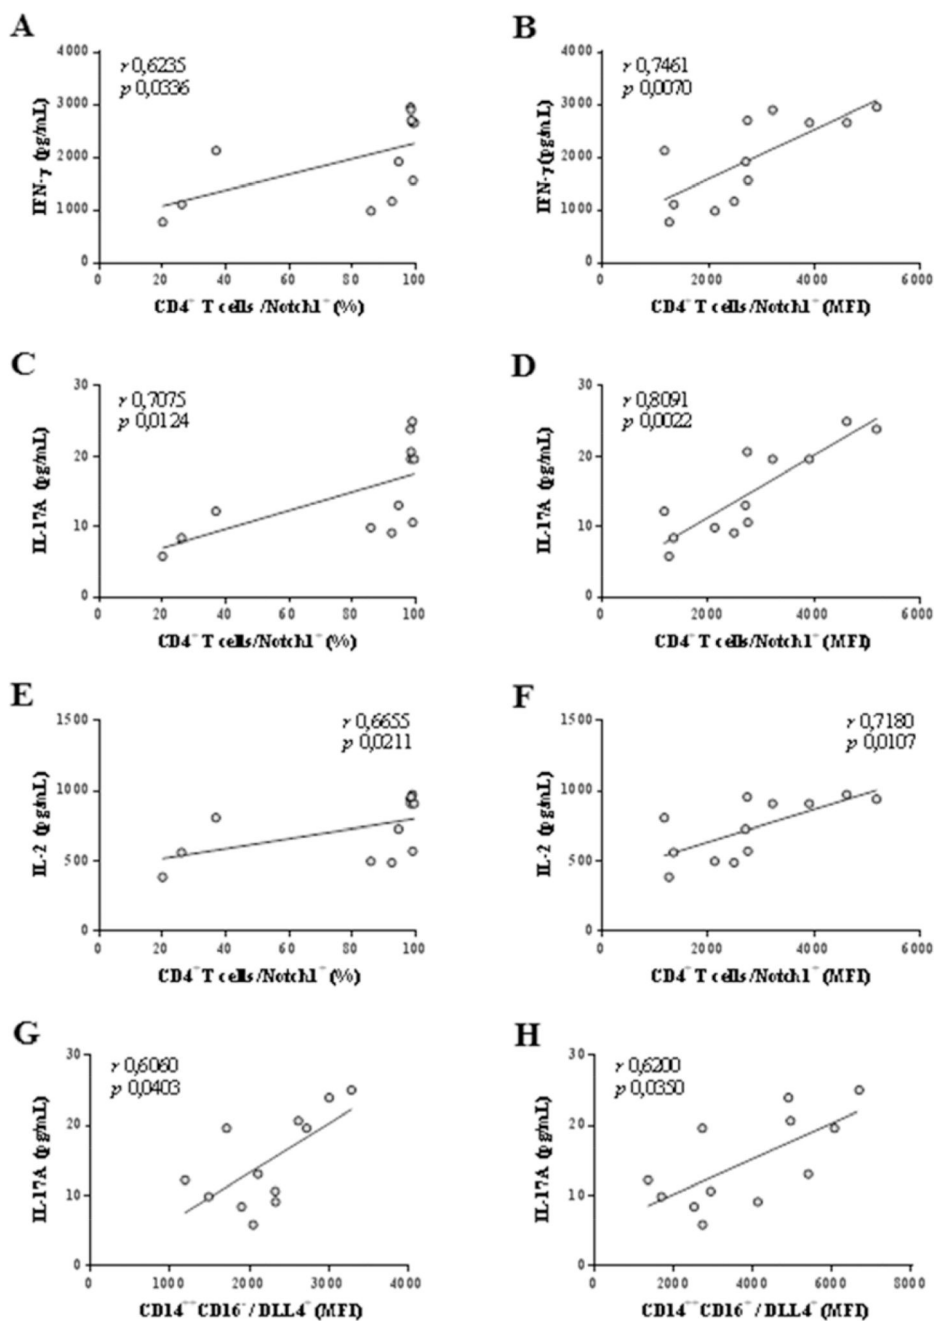 A
B
r 0,6235
p 0,0336
r 0,7461
p 0,0070
IFN-γ (pg/mL)
4000
3000
2000
1000
0
0 20 40 60 80 100
CD4⁺ T cells /Notch1⁺ (%)
IFN-γ (pg/mL)
4000
3000
2000
1000
0
0 2000 4000 6000
CD4⁺ T cells/Notch1⁺ (MFI)
C
D
r 0,7075
p 0,0124
r 0,8091
p 0,0022
IL-17A (pg/mL)
30
20
10
0
0 20 40 60 80 100
CD4⁺ T cells/Notch1⁺ (%)
IL-17A (pg/mL)
30
20
10
0
0 2000 4000 6000
CD4⁺ T cells/Notch1⁺ (MFI)
E
F
r 0,6655
p 0,0211
r 0,7180
p 0,0107
IL-2 (pg/mL)
1500
1000
500
0
0 20 40 60 80 100
CD4⁺ T cells /Notch1⁺ (%)
IL-2 (pg/mL)
1500
1000
500
0
0 2000 4000 6000
CD4⁺ T cells/Notch1⁺ (MFI)
G
H
r 0,6060
p 0,0403
r 0,6200
p 0,0350
IL-17A (pg/mL)
30
20
10
0
0 1000 2000 3000 4000
CD14⁺⁺CD16⁻/ DLL4⁺ (MFI)
IL-17A (pg/mL)
30
20
10
0
0 2000 4000 6000 8000
CD14⁺⁺CD16⁺/ DLL4⁺ (MFI)